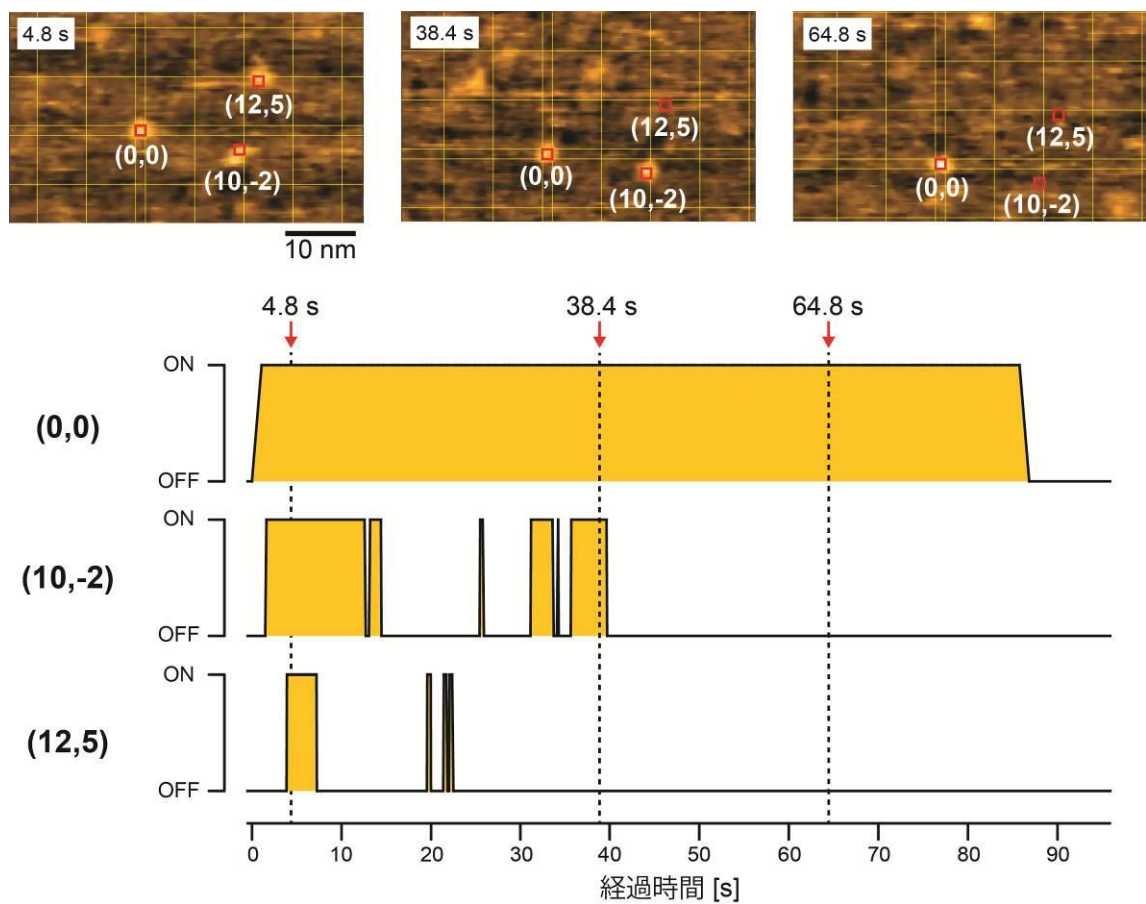 4.8 s
(12,5)
(0,0)
(10,-2)
38.4 s
(12,5)
(0,0)
(10,-2)
64.8 s
(12,5)
(0,0)
(10,-2)
10 nm
4.8 s
38.4 s
64.8 s
ON
(0,0)
OFF
ON
(10,-2)
OFF
ON
(12,5)
OFF
0 10 20 30 40 50 60 70 80 90
経過時間 [s]